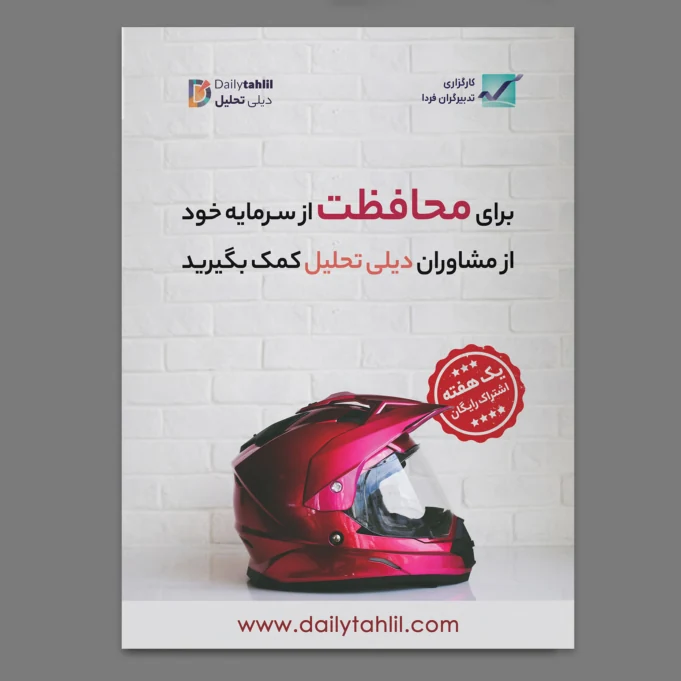 کارگزاری
تدبیرگران فردا
Dailytahlil
دیلی تحلیل
برای محافظت از سرمایه خود
از مشاوران دیلی تحلیل کمک بگیرید
یک هفته
اشتراک رایگان
www.dailytahlil.com